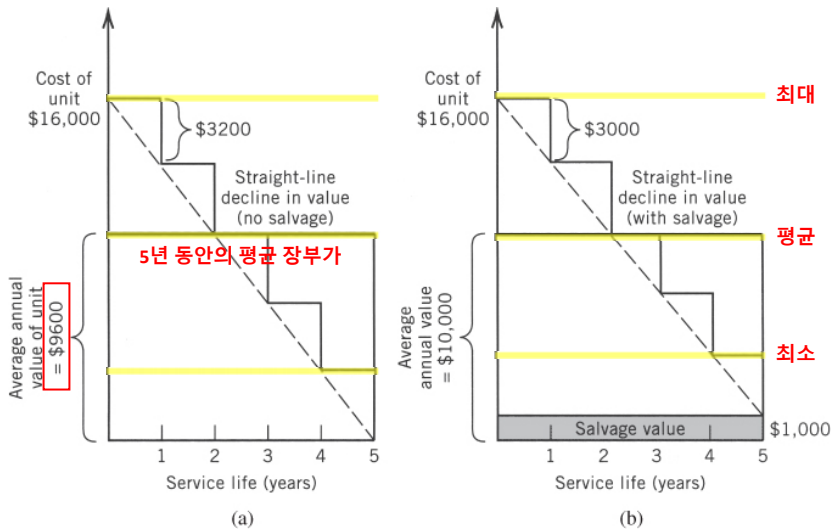 Cost of
unit
$16,000
$3200
Straight-line
decline in value
(no salvage)
5년 동안의 평균 장부가
Average annual
value of unit
= $9600
1 2 3 4 5
Service life (years)
(a)
Cost of
unit
$16,000
최대
$3000
Straight-line
decline in value
(with salvage)
평균
Average
annual value
= $10,000
최소
Salvage value
$1,000
1 2 3 4 5
Service life (years)
(b)